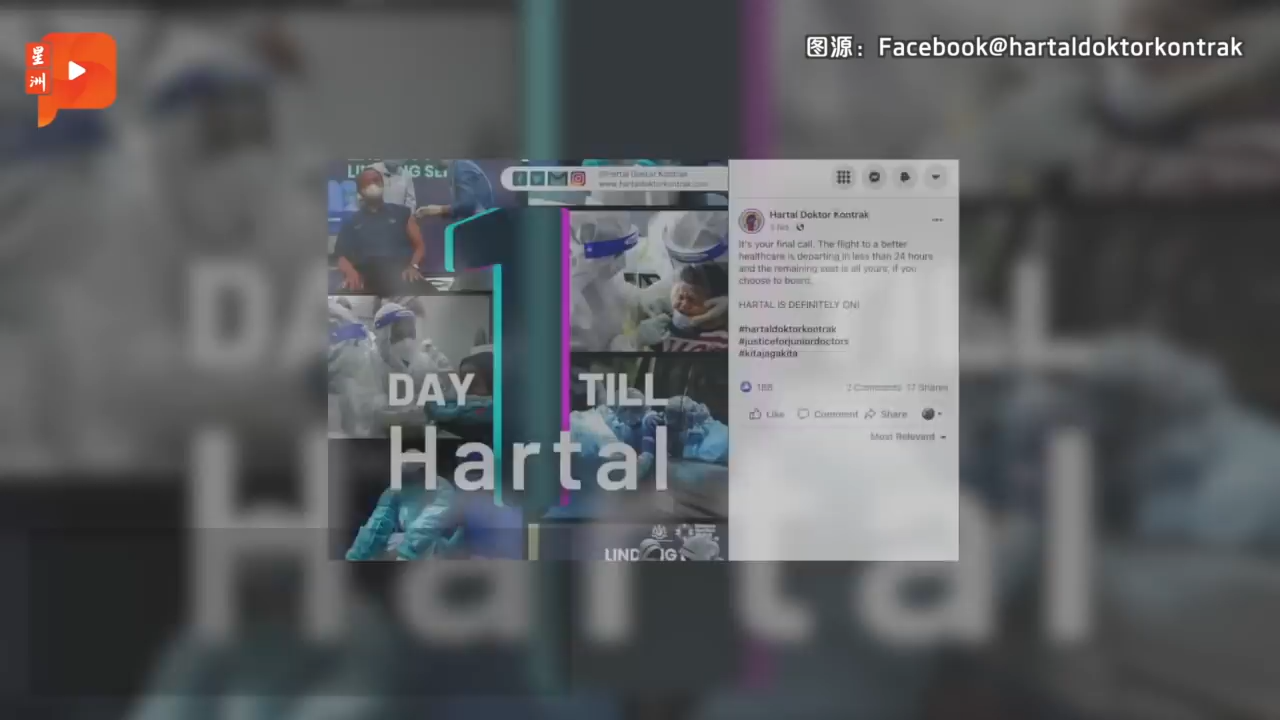 星洲
图源：Facebook@hartaldoktorkontrak
@Hartal Doktor Kontrak
www.hartaldoktorkontrak.com
1
DAY TILL
Hartal
Hartal Doktor Kontrak
It's your final call. The flight to a better
healthcare is departing in less than 24 hours
and the remaining seat is all yours, if you
choose to board.
HARTAL IS DEFINITELY ON!
#hartaldoktorkontrak
#justiceforjuniordoctors
#kitajagakita
188
2 Comments 17 Shares
Like Comment Share
Most Relevant